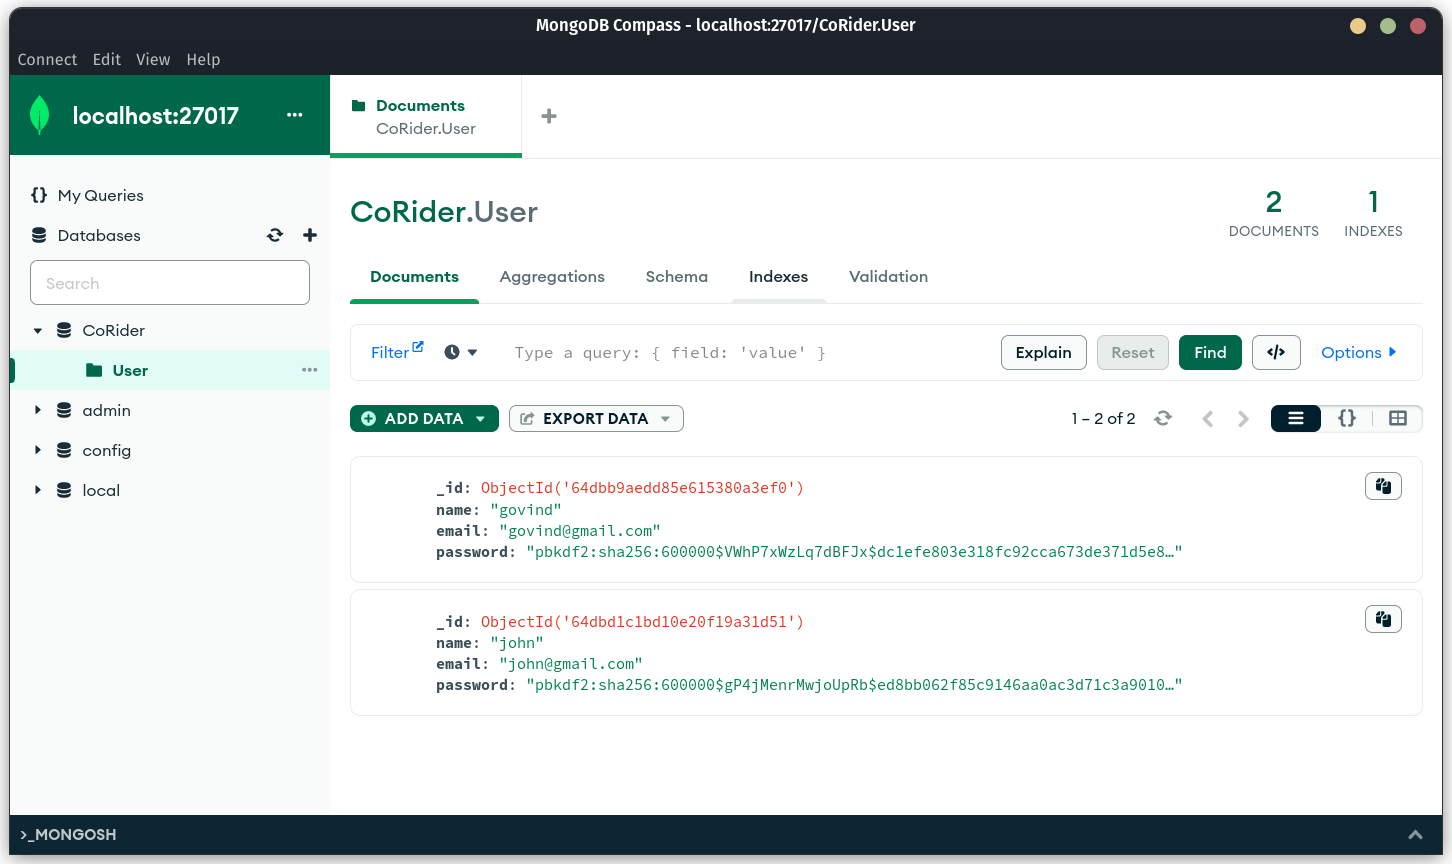 MongoDB Compass - localhost:27017/CoRider.User
Connect Edit View Help
localhost:27017 ...
Documents
CoRider.User
My Queries
Databases
Search
CoRider
User
admin
config
local
CoRider.User
2 DOCUMENTS
1 INDEXES
Documents Aggregations Schema Indexes Validation
Filter Type a query: { field: 'value' } Explain Reset Find </> Options
ADD DATA EXPORT DATA 1 – 2 of 2 {}
_id: ObjectId('64dbb9aedd85e615380a3ef0')
name: "govind"
email: "govind@gmail.com"
password: "pbkdf2:sha256:600000$VWhP7xWzLq7dBFJx$dc1efe803e318fc92cca673de371d5e8…"
_id: ObjectId('64dbd1c1bd10e20f19a31d51')
name: "john"
email: "john@gmail.com"
password: "pbkdf2:sha256:600000$gP4jMenrMwjoUpRb$ed8bb062f85c9146aa0ac3d71c3a9010…"
>_MONGOSH